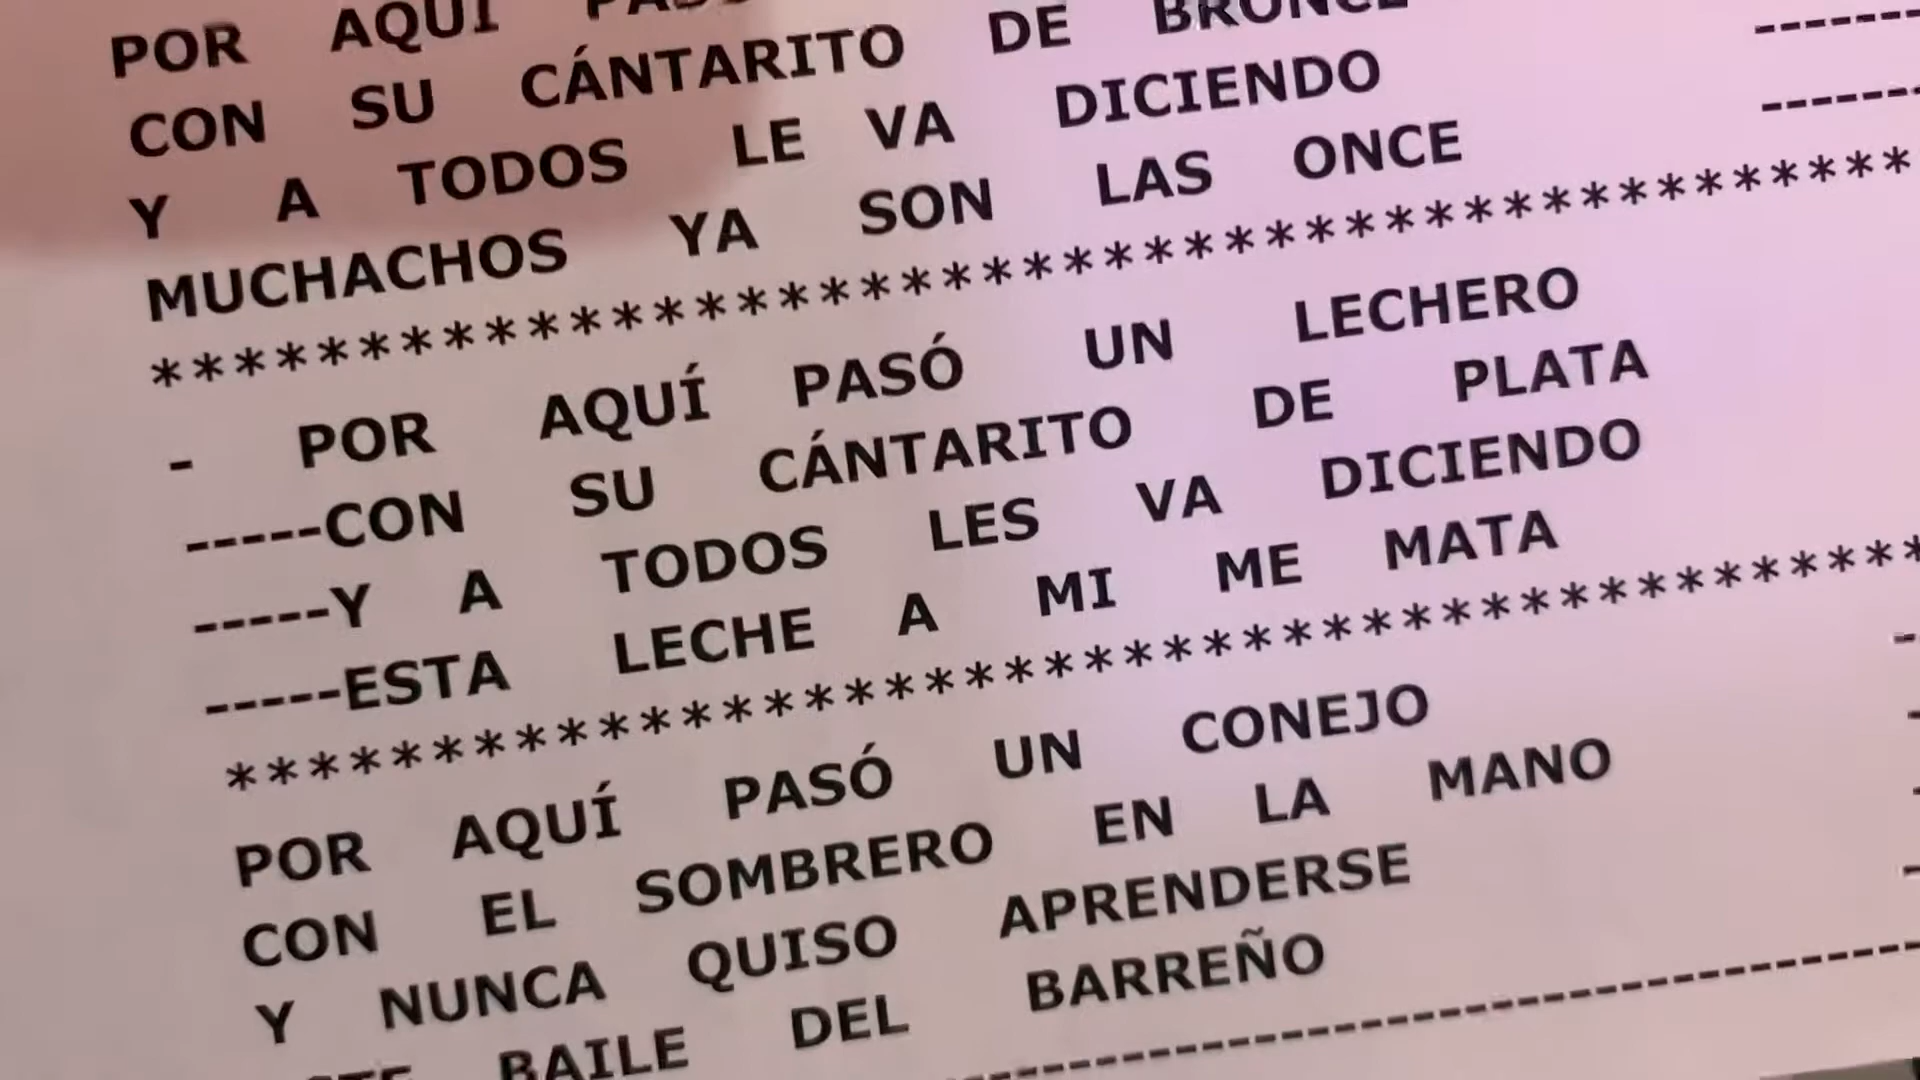 POR AQUÍ
CON SU CÁNTARITO DE BRONCE
Y A TODOS LE VA DICIENDO
MUCHACHOS YA SON LAS ONCE
*******************************************
- POR AQUÍ PASÓ UN LECHERO
-----CON SU CÁNTARITO DE PLATA
-----Y A TODOS LES VA DICIENDO
-----ESTA LECHE A MI ME MATA
*******************************************
POR AQUÍ PASÓ UN CONEJO
CON EL SOMBRERO EN LA MANO
Y NUNCA QUISO APRENDERSE
BAILE DEL BARREÑO